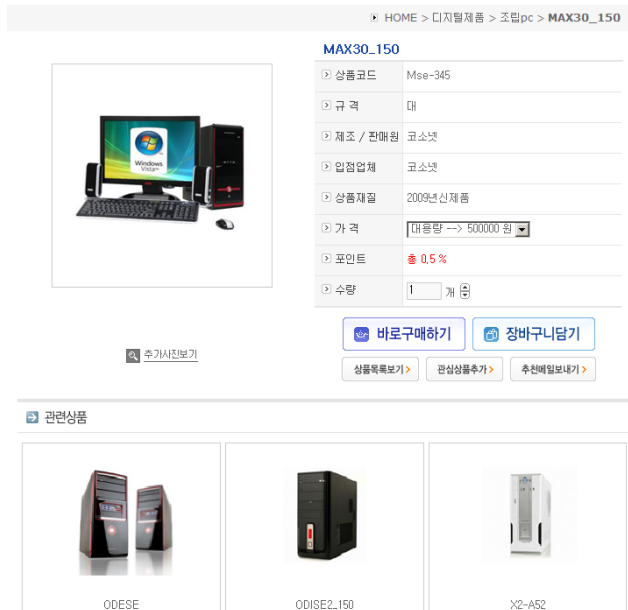 HOME > 디지털제품 > 조립pc > MAX30_150
MAX30_150
상품코드 Mse-345
규 격 대
제조 / 판매원 코소넷
입점업체 코소넷
상품재질 2009년신제품
가 격 대용량 --> 500000 원
포인트 총 0.5 %
수량 1 개
Windows
Vista™
바로구매하기 장바구니담기
추가사진보기
상품목록보기 관심상품추가 추천메일보내기
관련상품
ODESE ODISE2_150 X2-A52